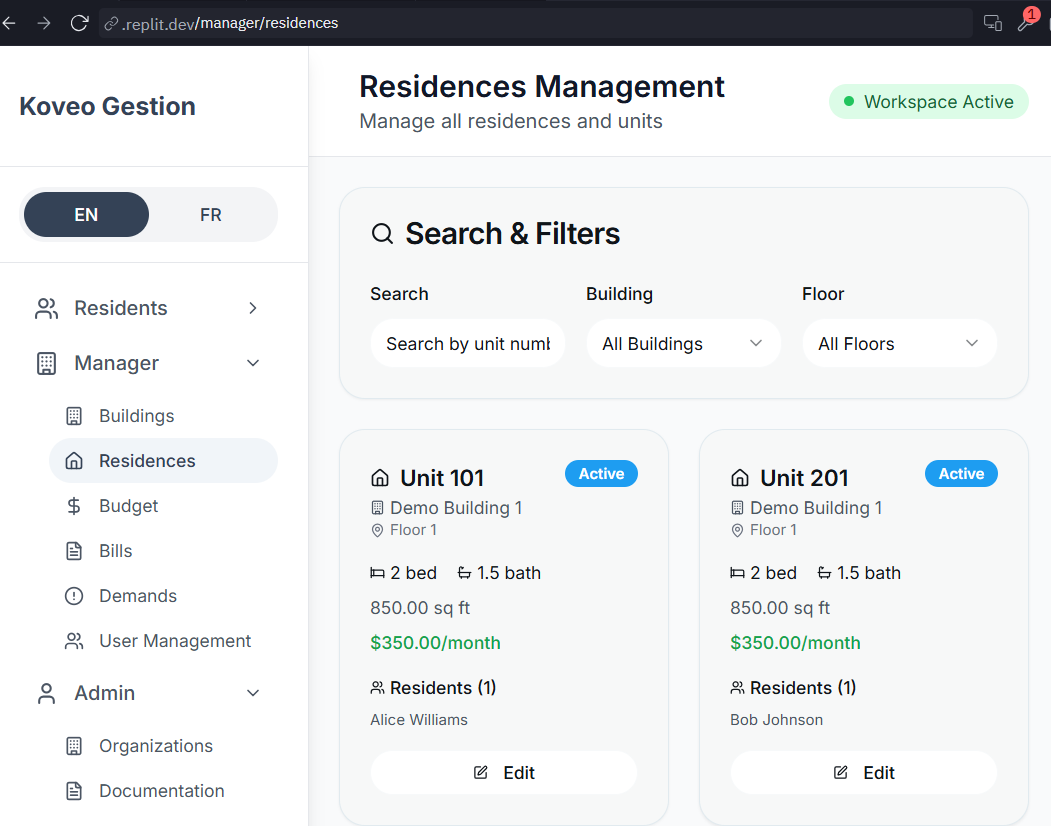 .replit.dev/manager/residences
1
Koveo Gestion
EN
FR
Residents
Manager
Buildings
Residences
Budget
Bills
Demands
User Management
Admin
Organizations
Documentation
Residences Management
Manage all residences and units
Workspace Active
Search & Filters
Search
Building
Floor
Search by unit numb
All Buildings
All Floors
Unit 101
Active
Demo Building 1
Floor 1
2 bed
1.5 bath
850.00 sq ft
$350.00/month
Residents (1)
Alice Williams
Edit
Unit 201
Active
Demo Building 1
Floor 1
2 bed
1.5 bath
850.00 sq ft
$350.00/month
Residents (1)
Bob Johnson
Edit